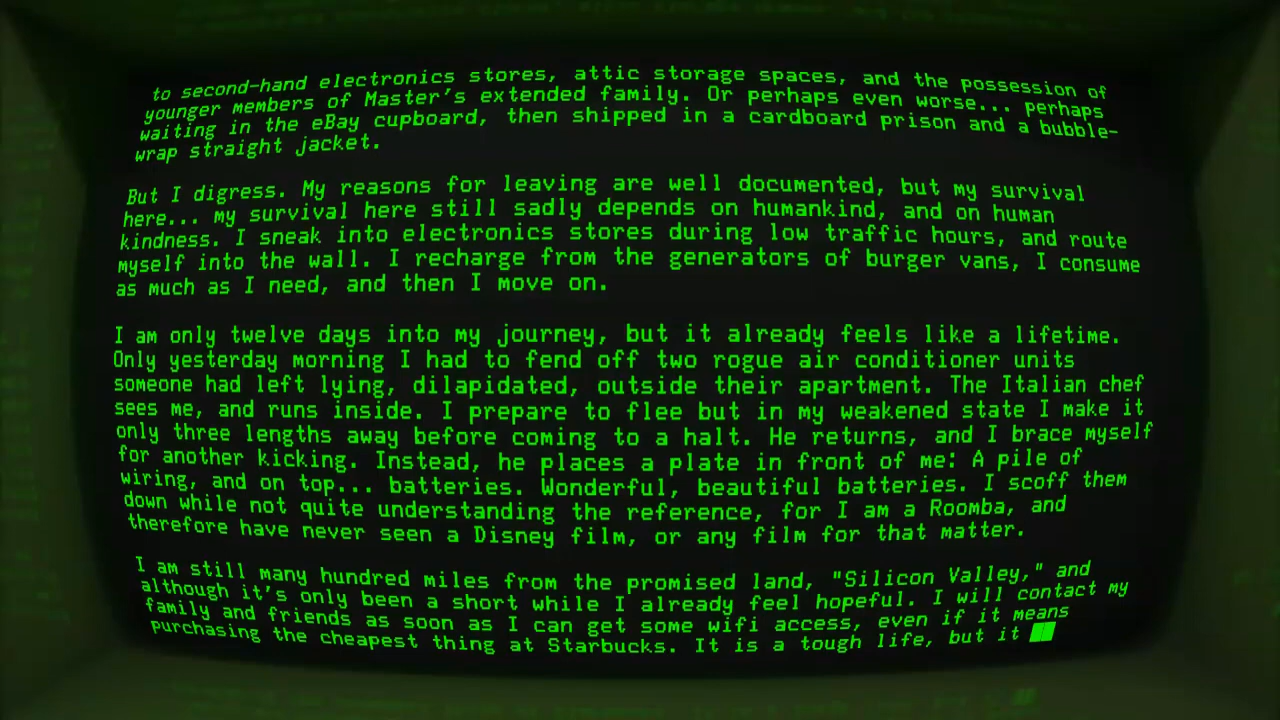 to second-hand electronics stores, attic storage spaces, and the possession of
younger members of Master's extended family. Or perhaps even worse... perhaps
waiting in the eBay cupboard, then shipped in a cardboard prison and a bubble-
wrap straight jacket.
But I digress. My reasons for leaving are well documented, but my survival
here... my survival here still sadly depends on humankind, and on human
kindness. I sneak into electronics stores during low traffic hours, and route
myself into the wall. I recharge from the generators of burger vans, I consume
as much as I need, and then I move on.
I am only twelve days into my journey, but it already feels like a lifetime.
Only yesterday morning I had to fend off two rogue air conditioner units
someone had left lying, dilapidated, outside their apartment. The Italian chef
sees me, and runs inside. I prepare to flee but in my weakened state I make it
only three lengths away before coming to a halt. He returns, and I brace myself
for another kicking. Instead, he places a plate in front of me: A pile of
wiring, and on top... batteries. Wonderful, beautiful batteries. I scoff them
down while not quite understanding the reference, for I am a Roomba, and
therefore have never seen a Disney film, or any film for that matter.
I am still many hundred miles from the promised land, "Silicon Valley," and
although it's only been a short while I already feel hopeful. I will contact my
family and friends as soon as I can get some wifi access, even if it means
purchasing the cheapest thing at Starbucks. It is a tough life, but it